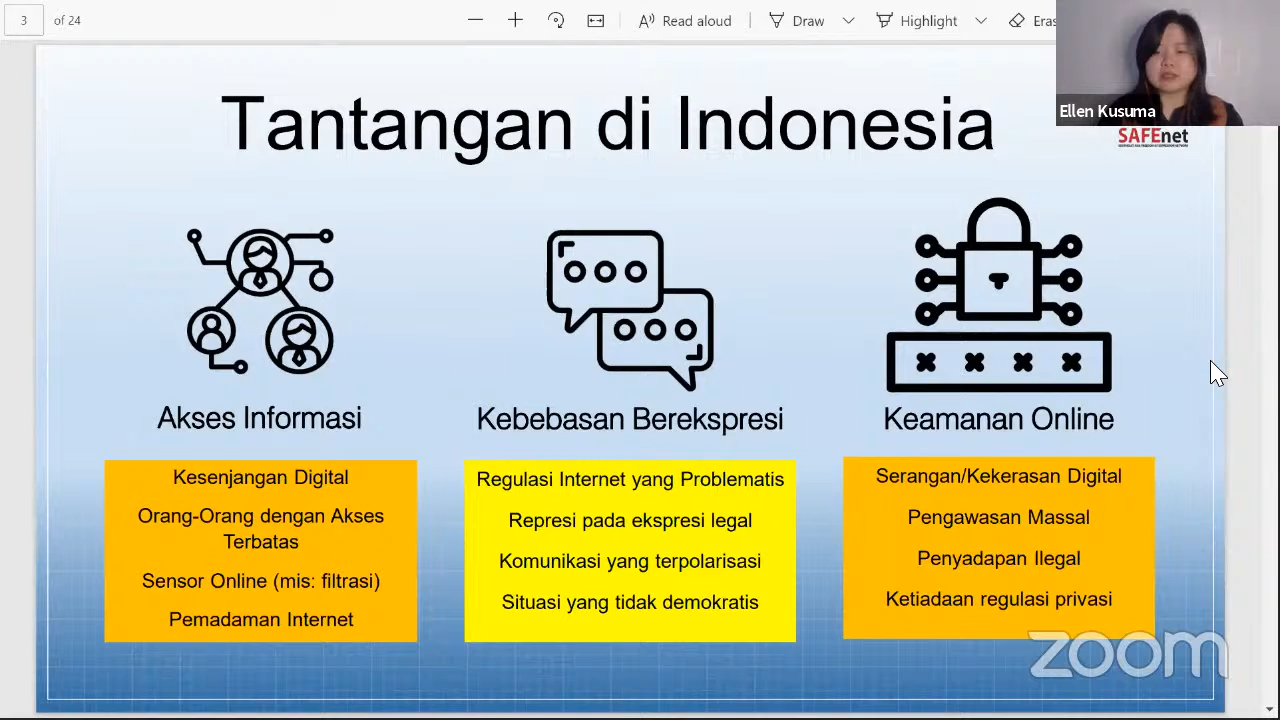 3 of 24 Read aloud Draw Highlight Eras
Ellen Kusuma
SAFEnet
Tantangan di Indonesia
Akses Informasi
Kesenjangan Digital
Orang-Orang dengan Akses
Terbatas
Sensor Online (mis: filtrasi)
Pemadaman Internet
Kebebasan Berekspresi
Regulasi Internet yang Problematis
Represi pada ekspresi legal
Komunikasi yang terpolarisasi
Situasi yang tidak demokratis
Keamanan Online
Serangan/Kekerasan Digital
Pengawasan Massal
Penyadapan Ilegal
Ketiadaan regulasi privasi
zoom